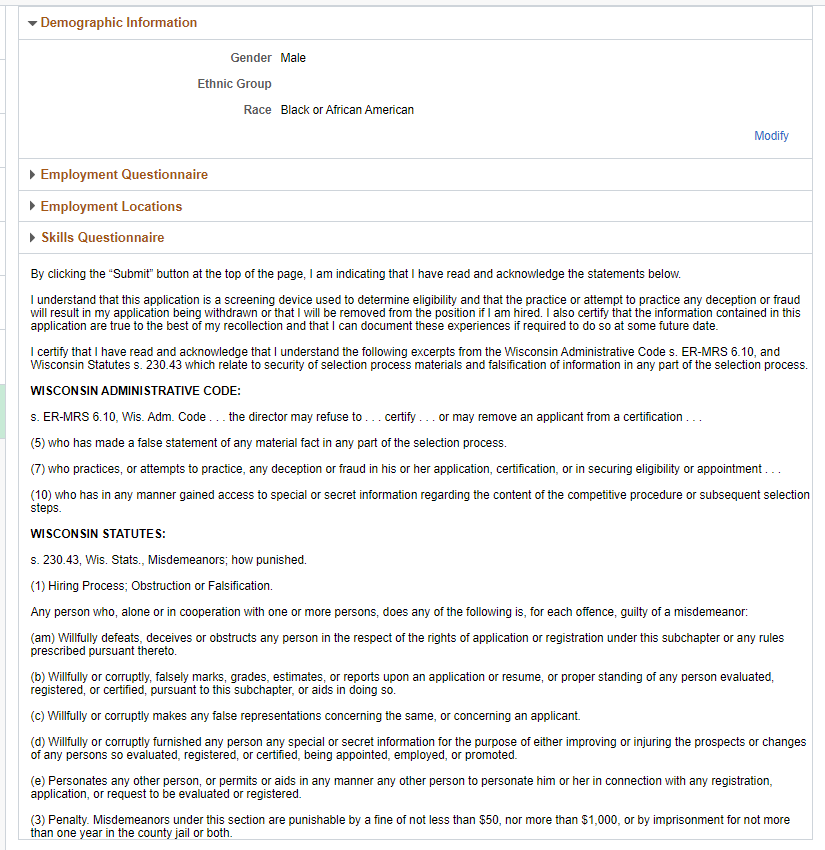 Demographic Information
Gender Male
Ethnic Group
Race Black or African American
Modify
Employment Questionnaire
Employment Locations
Skills Questionnaire
By clicking the “Submit” button at the top of the page, I am indicating that I have read and acknowledge the statements below.
I understand that this application is a screening device used to determine eligibility and that the practice or attempt to practice any deception or fraud
will result in my application being withdrawn or that I will be removed from the position if I am hired. I also certify that the information contained in this
application are true to the best of my recollection and that I can document these experiences if required to do so at some future date.
I certify that I have read and acknowledge that I understand the following excerpts from the Wisconsin Administrative Code s. ER-MRS 6.10, and
Wisconsin Statutes s. 230.43 which relate to security of selection process materials and falsification of information in any part of the selection process.
WISCONSIN ADMINISTRATIVE CODE:
s. ER-MRS 6.10, Wis. Adm. Code . . . the director may refuse to . . . certify . . . or may remove an applicant from a certification . . .
(5) who has made a false statement of any material fact in any part of the selection process.
(7) who practices, or attempts to practice, any deception or fraud in his or her application, certification, or in securing eligibility or appointment . . .
(10) who has in any manner gained access to special or secret information regarding the content of the competitive procedure or subsequent selection
steps.
WISCONSIN STATUTES:
s. 230.43, Wis. Stats., Misdemeanors; how punished.
(1) Hiring Process; Obstruction or Falsification.
Any person who, alone or in cooperation with one or more persons, does any of the following is, for each offence, guilty of a misdemeanor:
(am) Willfully defeats, deceives or obstructs any person in the respect of the rights of application or registration under this subchapter or any rules
prescribed pursuant thereto.
(b) Willfully or corruptly, falsely marks, grades, estimates, or reports upon an application or resume, or proper standing of any person evaluated,
registered, or certified, pursuant to this subchapter, or aids in doing so.
(c) Willfully or corruptly makes any false representations concerning the same, or concerning an applicant.
(d) Willfully or corruptly furnished any person any special or secret information for the purpose of either improving or injuring the prospects or changes
of any persons so evaluated, registered, or certified, being appointed, employed, or promoted.
(e) Personates any other person, or permits or aids in any manner any other person to personate him or her in connection with any registration,
application, or request to be evaluated or registered.
(3) Penalty. Misdemeanors under this section are punishable by a fine of not less than $50, nor more than $1,000, or by imprisonment for not more
than one year in the county jail or both.